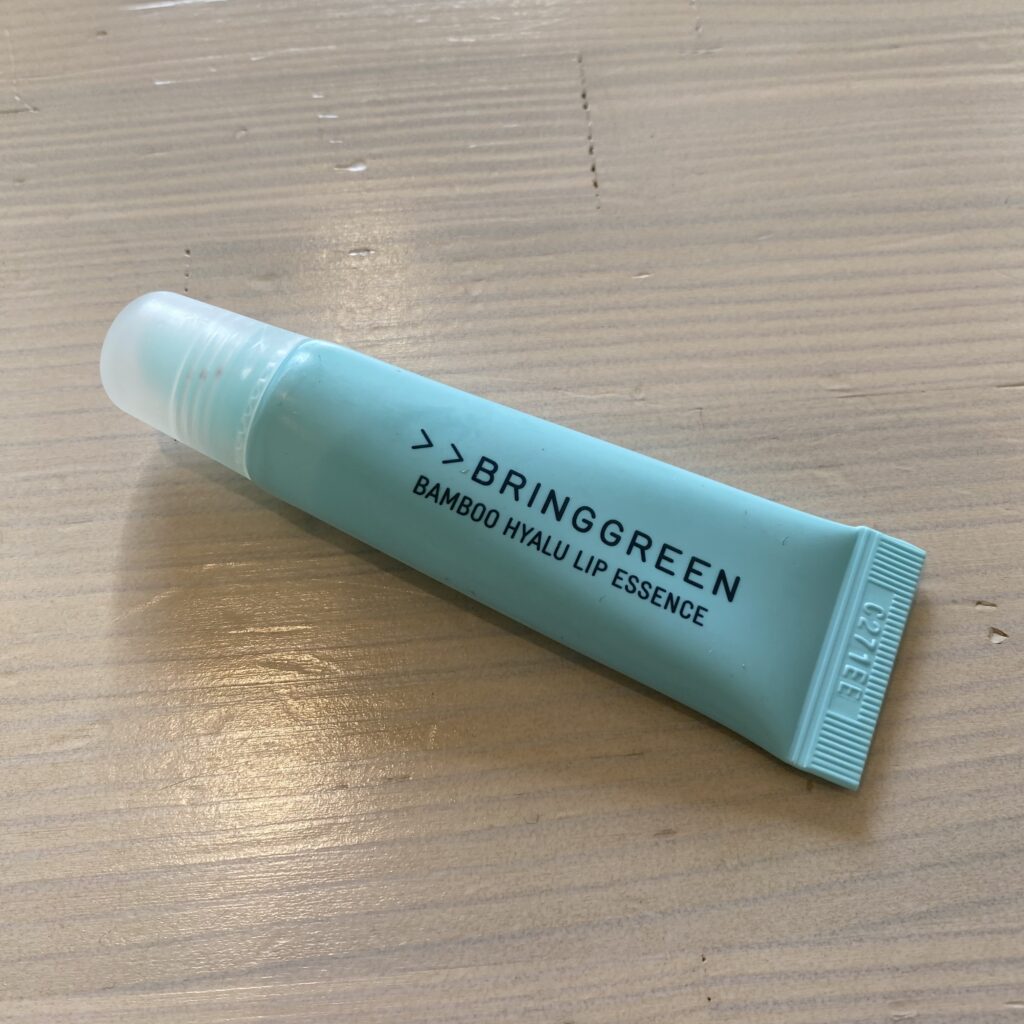 >>BRINGGREEN
BAMBOO HYALU LIP ESSENCE
C271EE